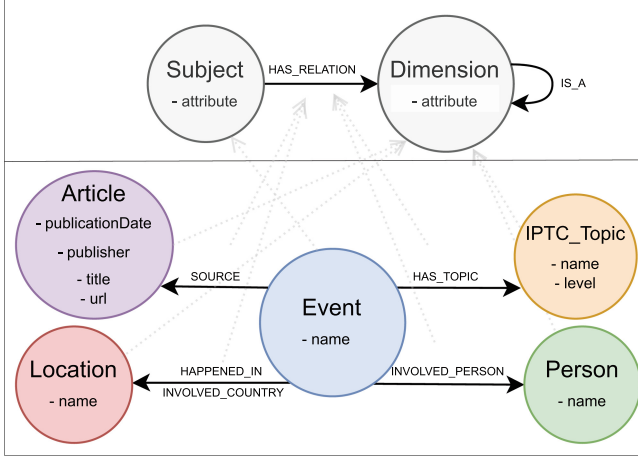 Subject
- attribute
HAS_RELATION
Dimension
- attribute
IS_A
Article
- publicationDate
- publisher
- title
- url
SOURCE
Event
- name
HAS_TOPIC
IPTC_Topic
- name
- level
Location
- name
HAPPENED_IN
INVOLVED_COUNTRY
INVOLVED_PERSON
Person
- name